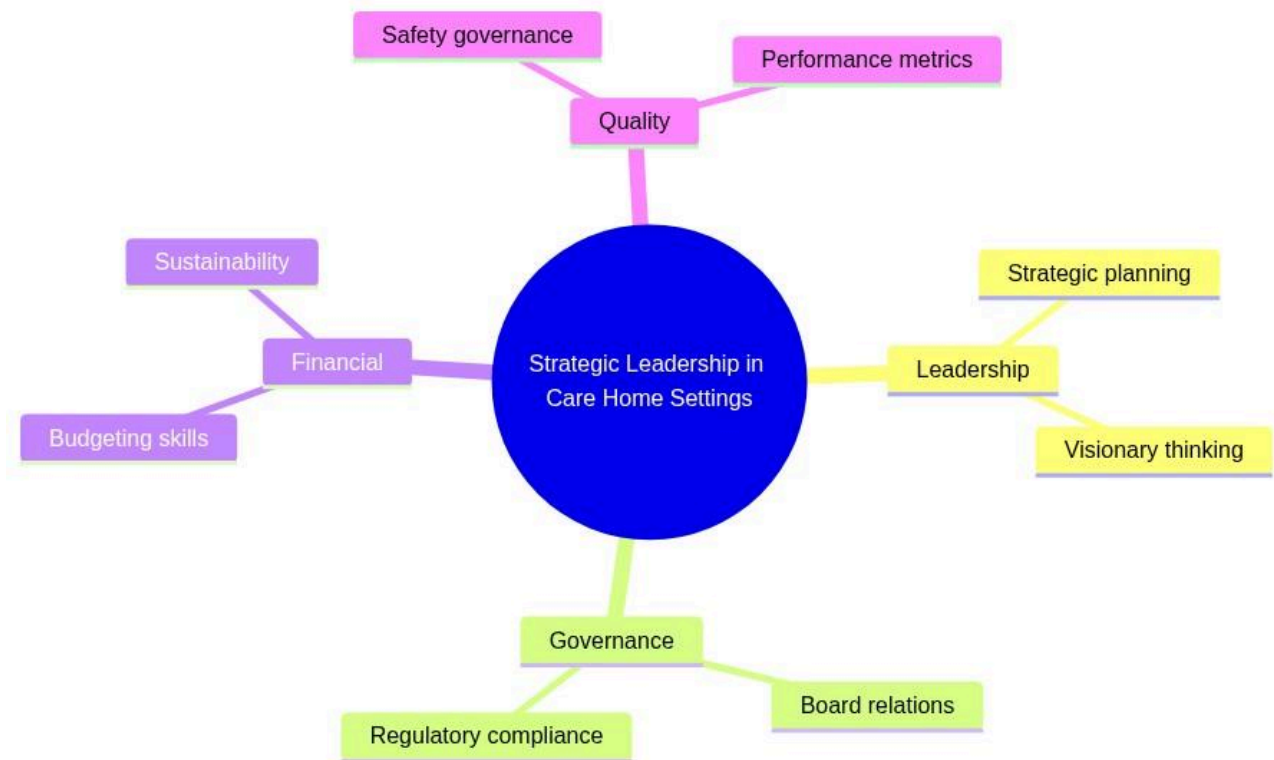 Safety governance
Performance metrics
Quality
Sustainability
Financial
Budgeting skills
Strategic Leadership in
Care Home Settings
Strategic planning
Leadership
Visionary thinking
Governance
Board relations
Regulatory compliance